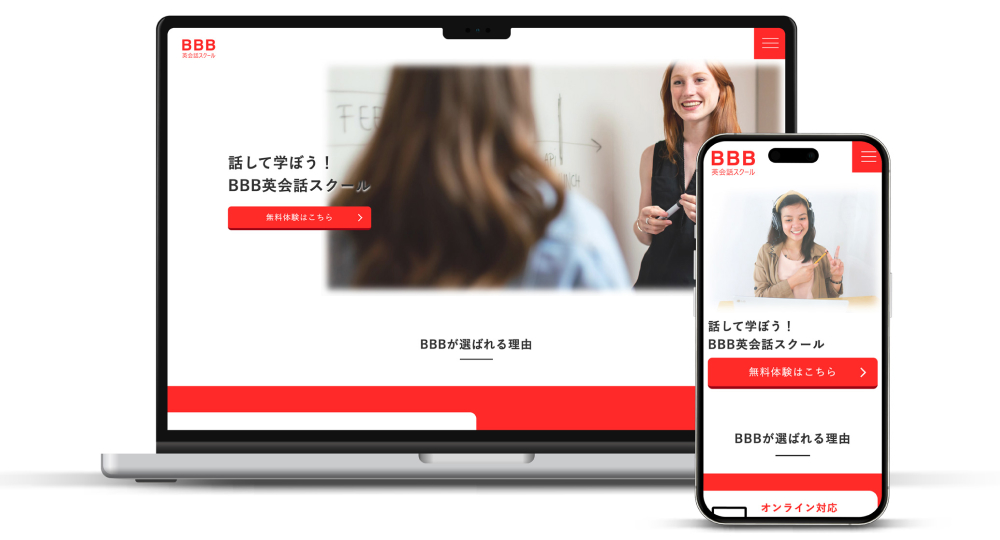 BBB
英会話スクール
FEE
話して学ぼう！
BBB英会話スクール
無料体験はこちら
BBBが選ばれる理由
BBB
英会話スクール
話して学ぼう！
BBB英会話スクール
無料体験はこちら
BBBが選ばれる理由
オンライン対応